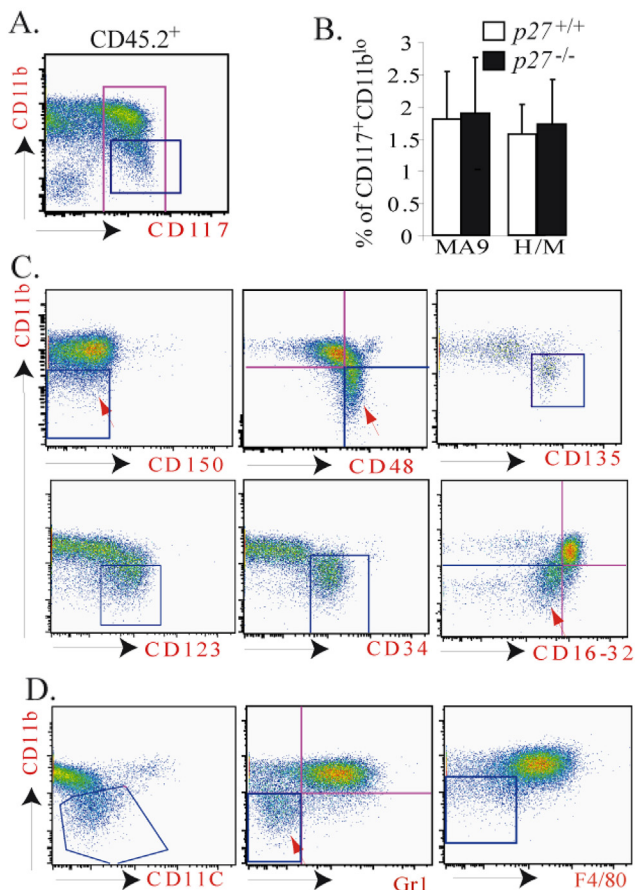 A.
CD45.2+
CD11b
CD117
B.
p27+/+
p27-/-
% of CD117+CD11blo
3
2.5
2
1.5
1
0.5
0
MA9 H/M
C.
CD11b
CD150 CD48 CD135
CD123 CD34 CD16-32
D.
CD11b
CD11C Gr1 F4/80